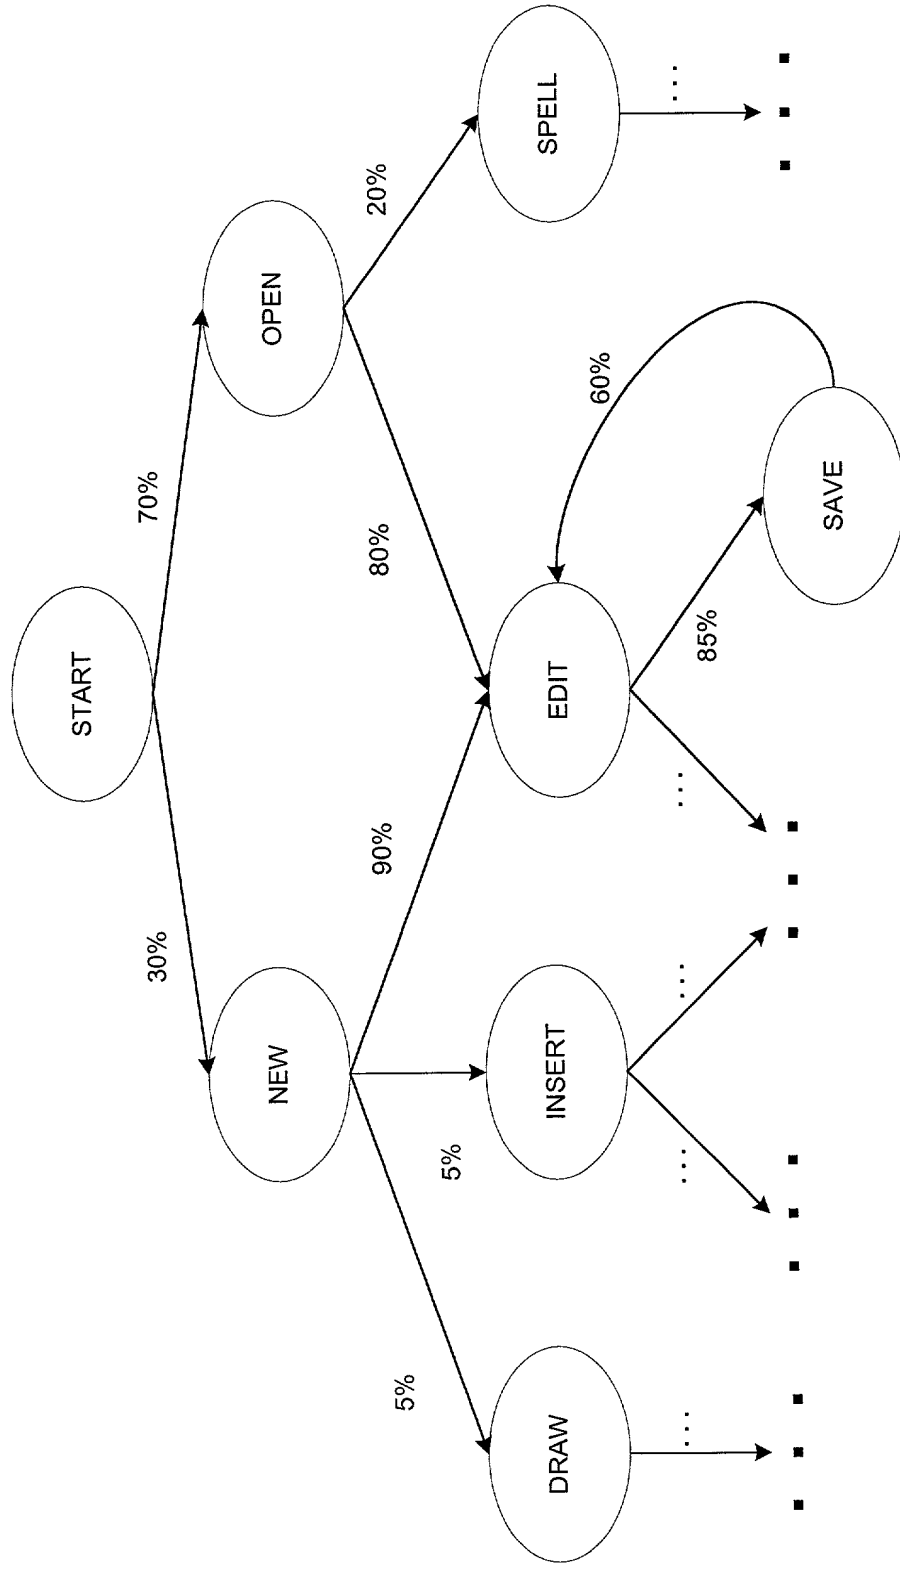 START
30%
70%
NEW
OPEN
5%
5%
90%
80%
20%
DRAW
INSERT
EDIT
SPELL
...
...
...
...
85%
60%
...
SAVE